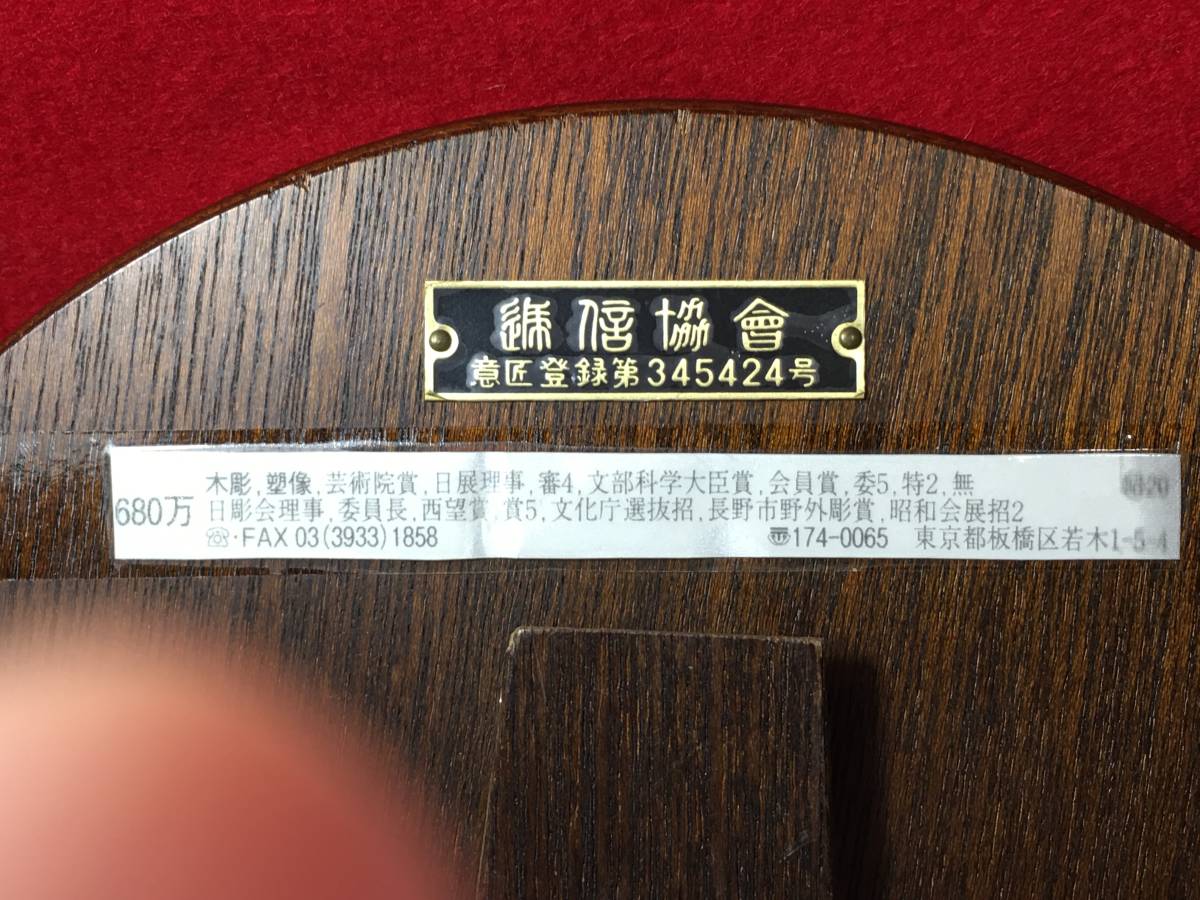 逓信協會
意匠登録第345424号
木彫,塑像,芸術院賞,日展理事,審4,文部科学大臣賞,会員賞,委5,特2,無
680万 日彫会理事,委員長,西望賞,賞5,文化庁選抜招,長野市野外彫賞,昭和会展招2
☏·FAX 03(3933)1858 〠174-0065 東京都板橋区若木1-5-4